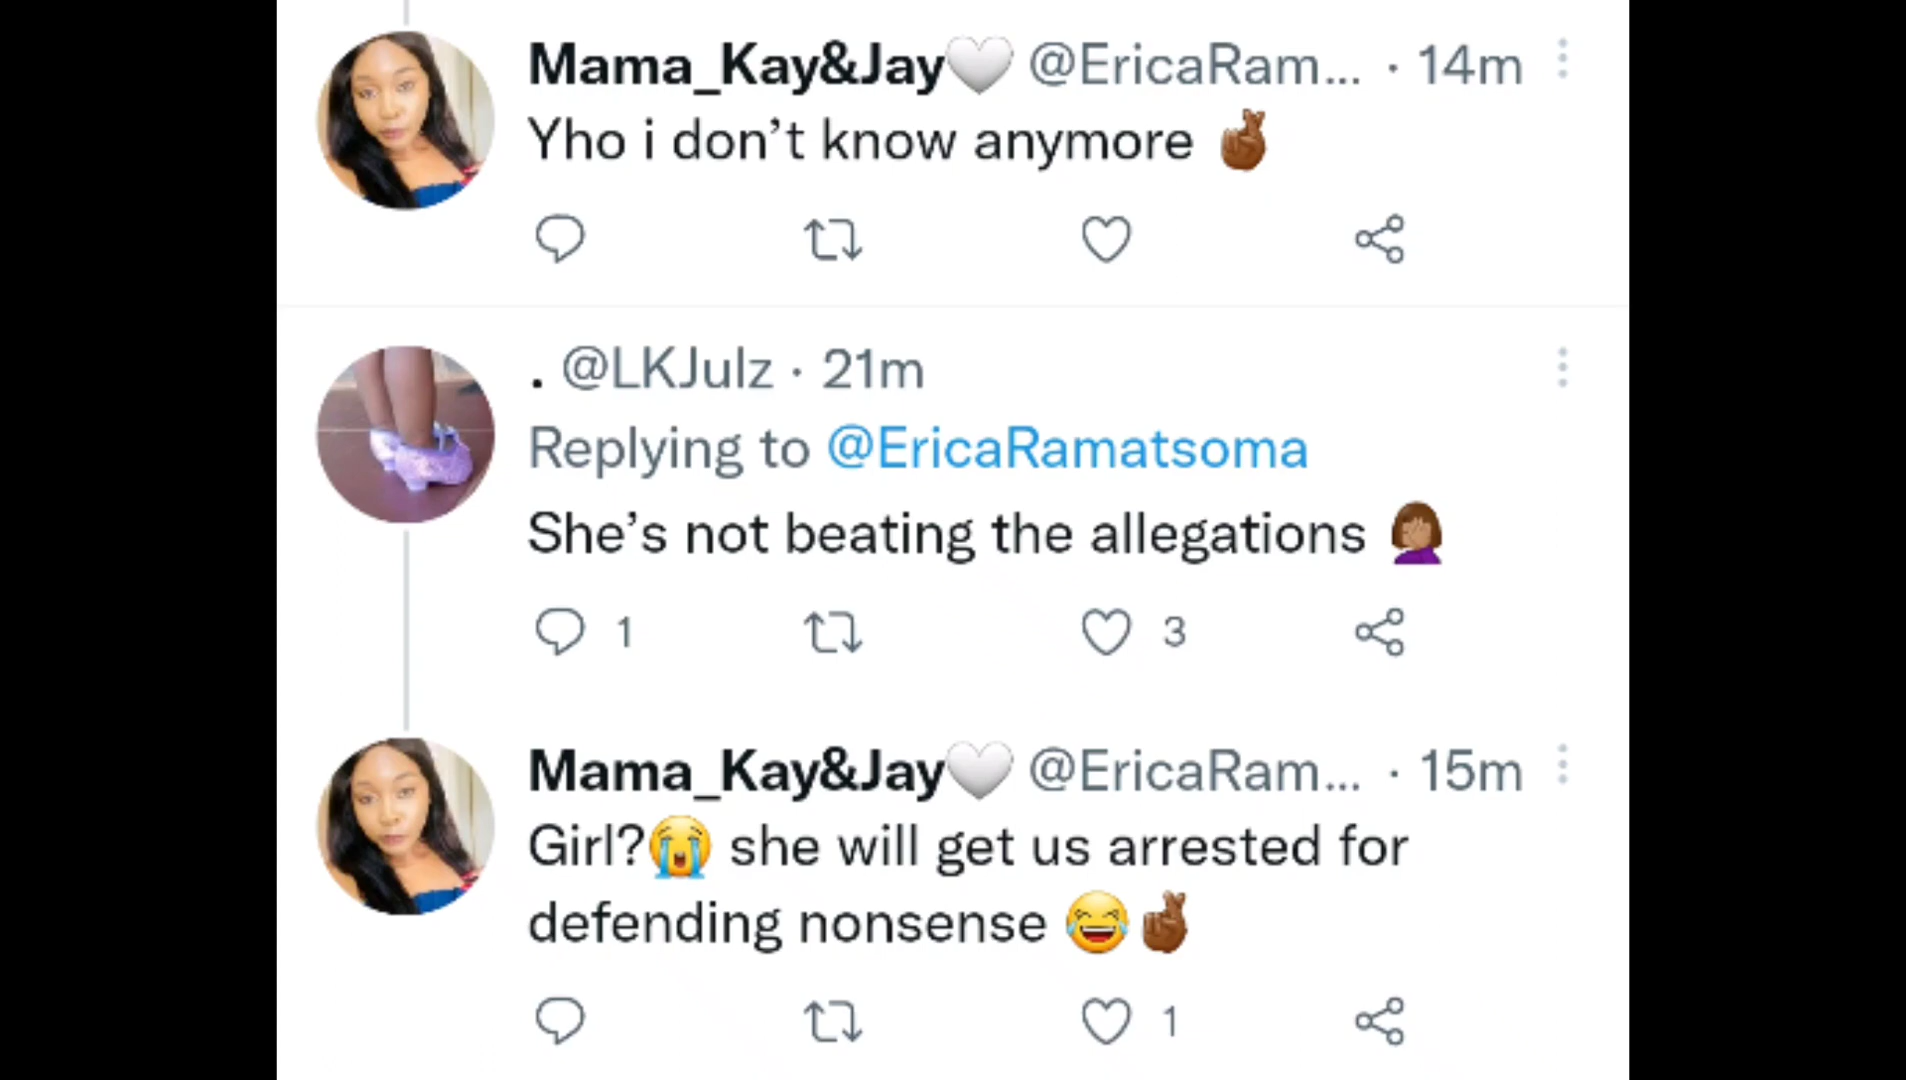 Mama_Kay&Jay🤍 @EricaRam... · 14m
Yho i don’t know anymore 🤞🏾
. @LKJulz · 21m
Replying to @EricaRamatsoma
She’s not beating the allegations 🤦🏽‍♀️
1 3
Mama_Kay&Jay🤍 @EricaRam... · 15m
Girl?😭 she will get us arrested for
defending nonsense 😂🤞🏾
1